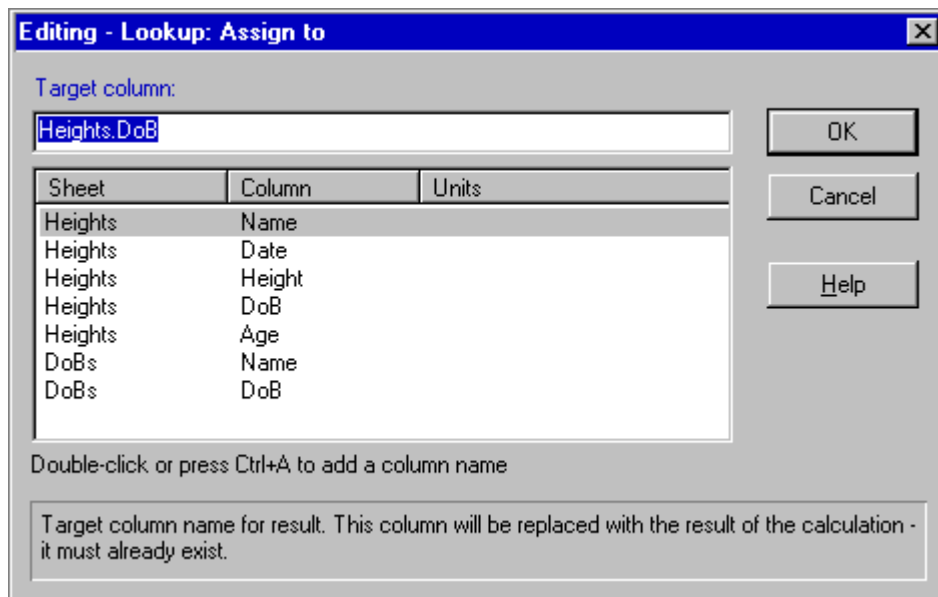 Editing - Lookup: Assign to
Target column:
Heights.DoB
OK
Sheet Column Units
Cancel
Heights Name
Heights Date
Heights Height
Help
Heights DoB
Heights Age
DoBs Name
DoBs DoB
Double-click or press Ctrl+A to add a column name
Target column name for result. This column will be replaced with the result of the calculation -
it must already exist.